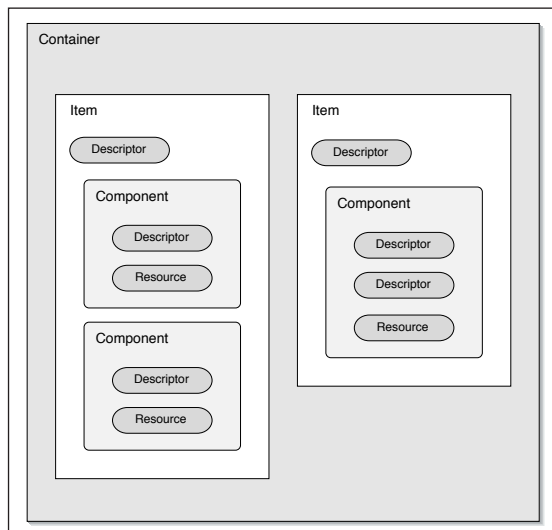 Container
Item
Descriptor
Component
Descriptor
Resource
Component
Descriptor
Resource
Item
Descriptor
Component
Descriptor
Descriptor
Resource